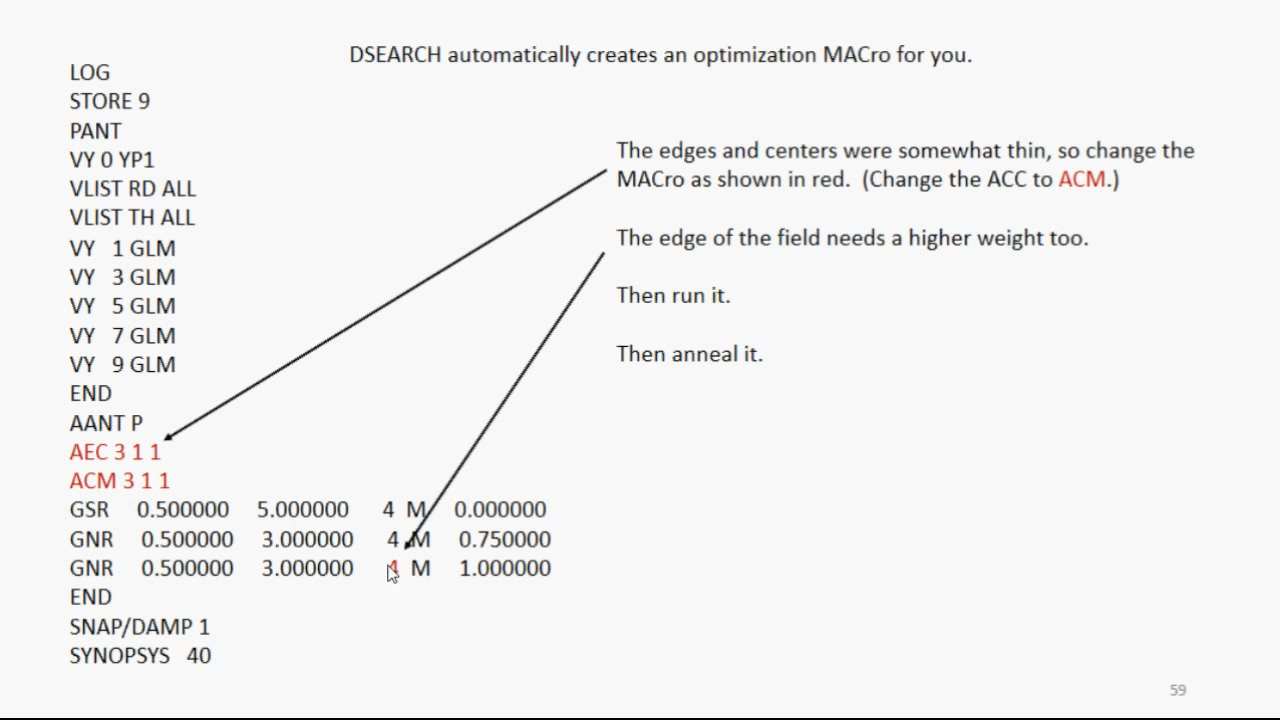 DSEARCH automatically creates an optimization MACro for you.
LOG
STORE 9
PANT
VY 0 YP1
VLIST RD ALL
VLIST TH ALL
VY 1 GLM
VY 3 GLM
VY 5 GLM
VY 7 GLM
VY 9 GLM
END
AANT P
AEC 3 1 1
ACM 3 1 1
GSR 0.500000 5.000000 4 M 0.000000
GNR 0.500000 3.000000 4 M 0.750000
GNR 0.500000 3.000000 4 M 1.000000
END
SNAP/DAMP 1
SYNOPSYS 40
The edges and centers were somewhat thin, so change the
MACro as shown in red. (Change the ACC to ACM.)
The edge of the field needs a higher weight too.
Then run it.
Then anneal it.
59